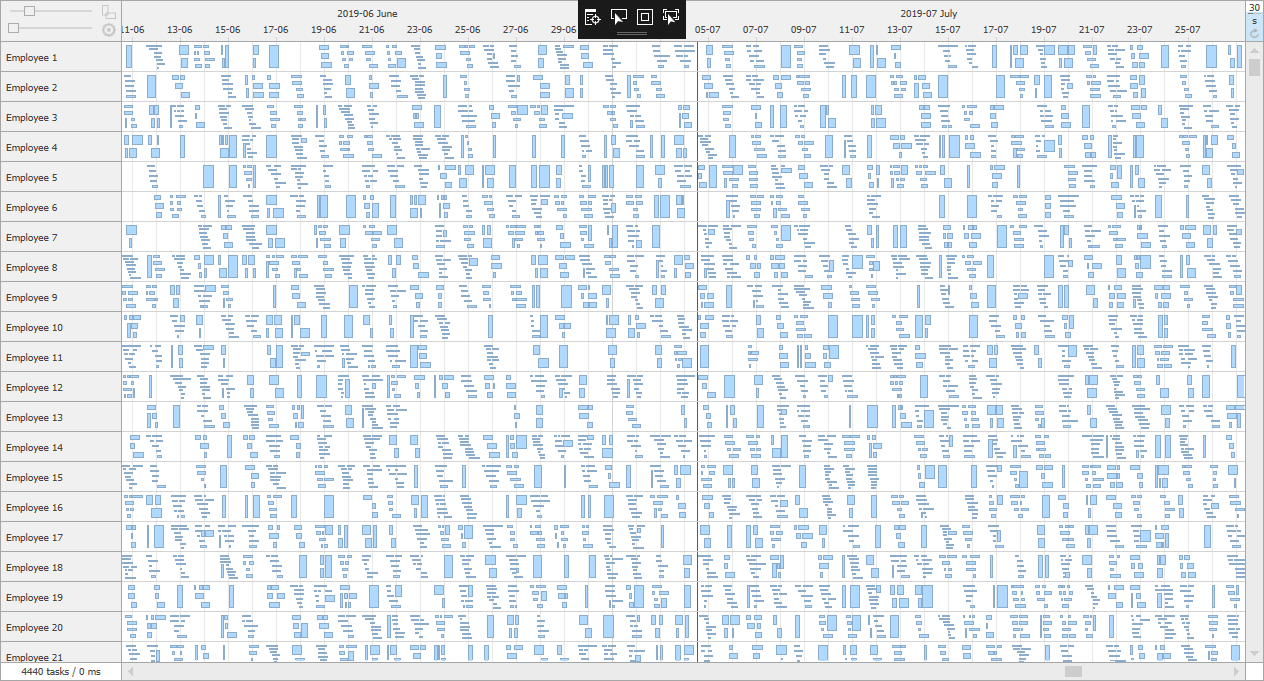 2019-06 June
2019-07 July
30
11-06 13-06 15-06 17-06 19-06 21-06 23-06 25-06 27-06 29-06 05-07 07-07 09-07 11-07 13-07 15-07 17-07 19-07 21-07 23-07 25-07
s
Employee 1
Employee 2
Employee 3
Employee 4
Employee 5
Employee 6
Employee 7
Employee 8
Employee 9
Employee 10
Employee 11
Employee 12
Employee 13
Employee 14
Employee 15
Employee 16
Employee 17
Employee 18
Employee 19
Employee 20
Employee 21
4440 tasks / 0 ms